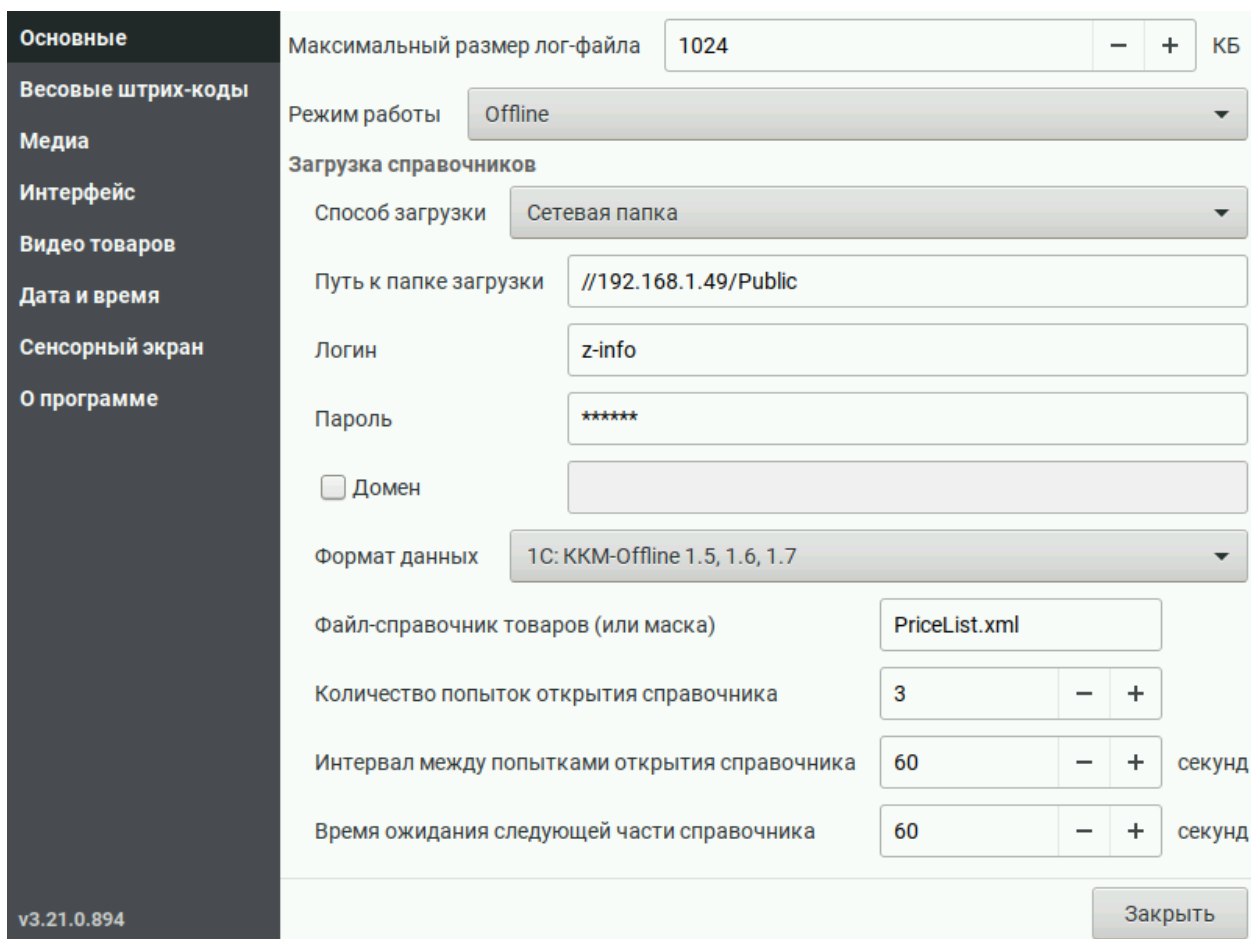 Основные
Весовые штрих-коды
Медиа
Интерфейс
Видео товаров
Дата и время
Сенсорный экран
О программе
v3.21.0.894
Максимальный размер лог-файла 1024 − + КБ
Режим работы Offline
Загрузка справочников
Способ загрузки Сетевая папка
Путь к папке загрузки //192.168.1.49/Public
Логин z-info
Пароль ******
Домен
Формат данных 1С: ККМ-Offline 1.5, 1.6, 1.7
Файл-справочник товаров (или маска) PriceList.xml
Количество попыток открытия справочника 3 − +
Интервал между попытками открытия справочника 60 − + секунд
Время ожидания следующей части справочника 60 − + секунд
Закрыть